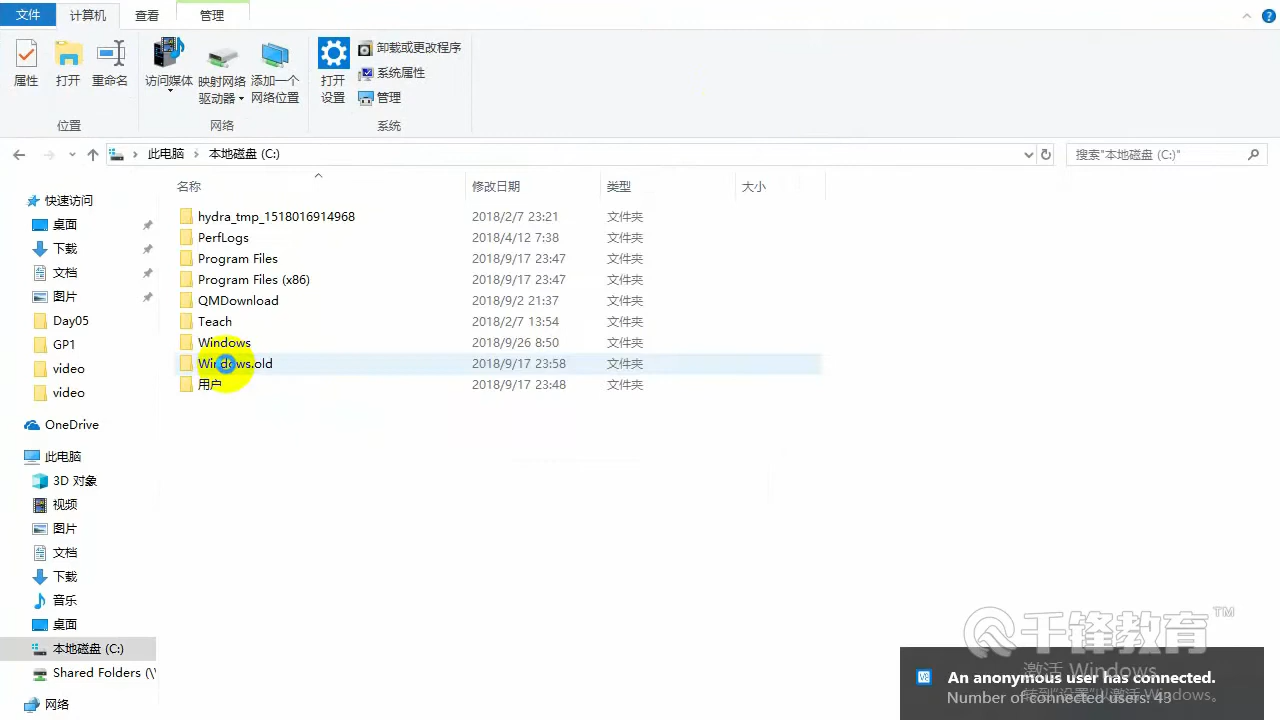 文件
计算机
查看
管理
属性
打开
重命名
位置
访问媒体
映射网络
驱动器
添加一个
网络位置
网络
打开
设置
卸载或更改程序
系统属性
管理
系统
此电脑
本地磁盘 (C:)
搜索"本地磁盘 (C:)"
名称 修改日期 类型 大小
hydra_tmp_1518016914968 2018/2/7 23:21 文件夹
PerfLogs 2018/4/12 7:38 文件夹
Program Files 2018/9/17 23:47 文件夹
Program Files (x86) 2018/9/17 23:47 文件夹
QMDownload 2018/9/2 21:37 文件夹
Teach 2018/2/7 13:54 文件夹
Windows 2018/9/26 8:50 文件夹
Windows.old 2018/9/17 23:58 文件夹
用户 2018/9/17 23:48 文件夹
快速访问
桌面
下载
文档
图片
Day05
GP1
video
video
OneDrive
此电脑
3D 对象
视频
图片
文档
下载
音乐
桌面
本地磁盘 (C:)
Shared Folders (\\
网络
千锋教育 TM
激活 Windows
转到"设置"以激活 Windows。
An anonymous user has connected.
Number of connected users: 43